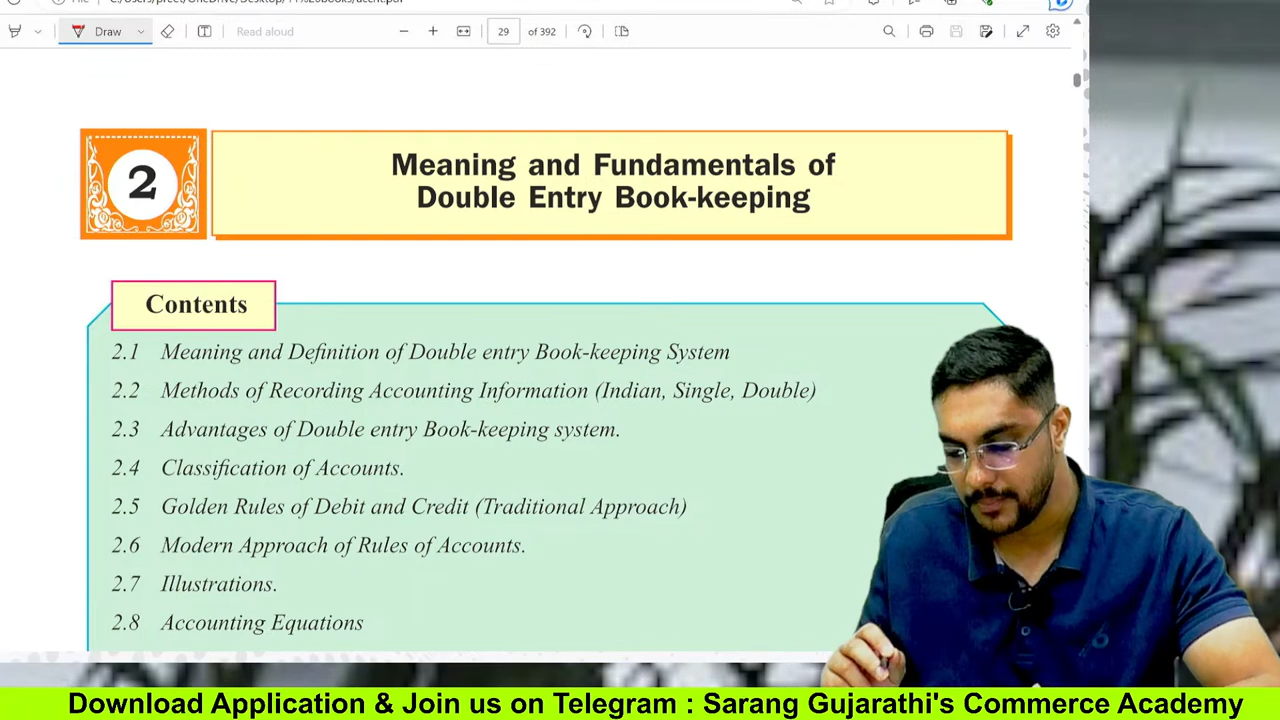 Draw
Read aloud
29
of 392
2
Meaning and Fundamentals of
Double Entry Book-keeping
Contents
2.1 Meaning and Definition of Double entry Book-keeping System
2.2 Methods of Recording Accounting Information (Indian, Single, Double)
2.3 Advantages of Double entry Book-keeping system.
2.4 Classification of Accounts.
2.5 Golden Rules of Debit and Credit (Traditional Approach)
2.6 Modern Approach of Rules of Accounts.
2.7 Illustrations.
2.8 Accounting Equations
Download Application & Join us on Telegram : Sarang Gujarathi's Commerce Academy